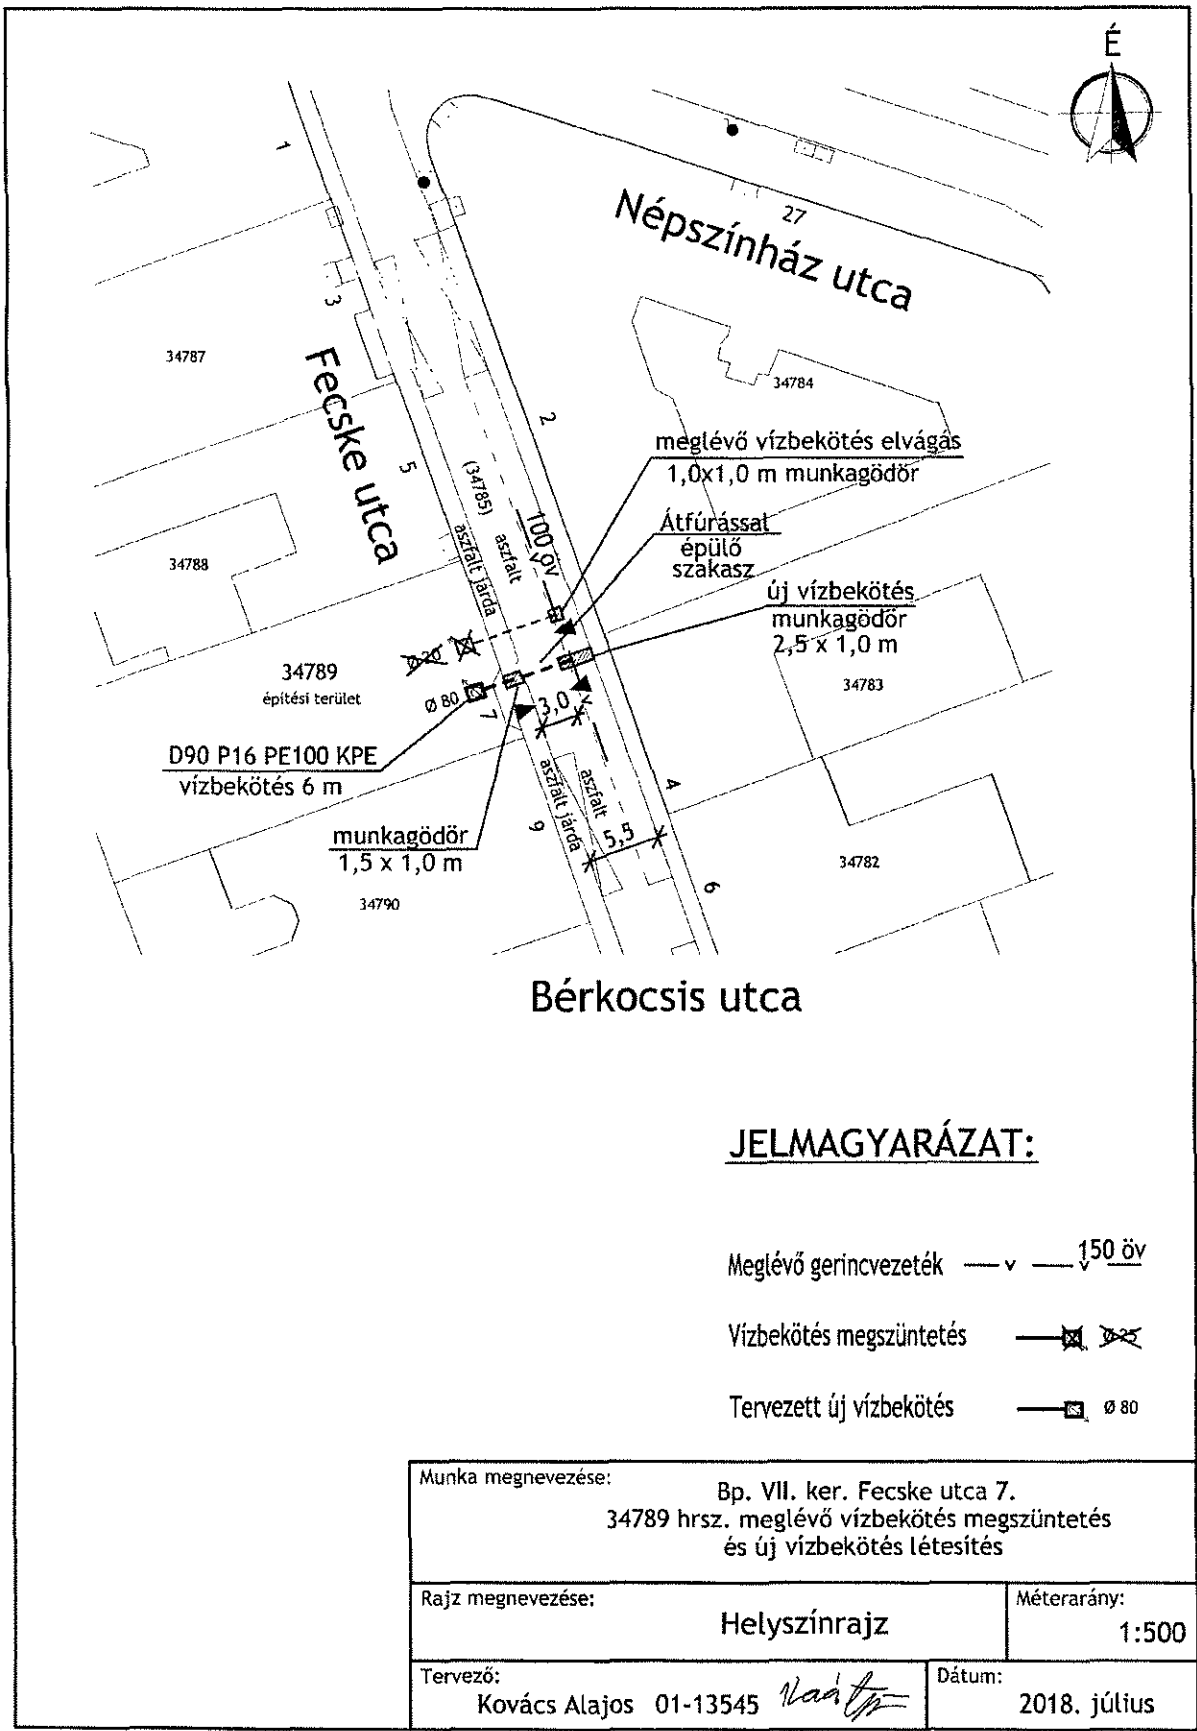 É
1
Népszínház utca
27
3
34787
Fecske utca
34784
2
meglévő vízbekötés elvágás
1,0x1,0 m munkagödör
5
(34785)
100 öv
Átfúrással
épülő
szakasz
aszfalt járda
aszfalt
34788
új vízbekötés
munkagödör
2,5 x 1,0 m
34789
építési terület
Ø 80
7
3,0
v
34783
D90 P16 PE100 KPE
vízbekötés 6 m
aszfalt járda
aszfalt
4
munkagödör
1,5 x 1,0 m
9
5,5
34782
6
34790
Bérkocsis utca
JELMAGYARÁZAT:
Meglévő gerincvezeték v v 150 öv
Vízbekötés megszüntetés Ø 25
Tervezett új vízbekötés Ø 80
Munka megnevezése:
Bp. VII. ker. Fecske utca 7.
34789 hrsz. meglévő vízbekötés megszüntetés
és új vízbekötés létesítés
Rajz megnevezése:
Helyszínrajz
Méterarány:
1:500
Tervező:
Kovács Alajos 01-13545
Dátum:
2018. július